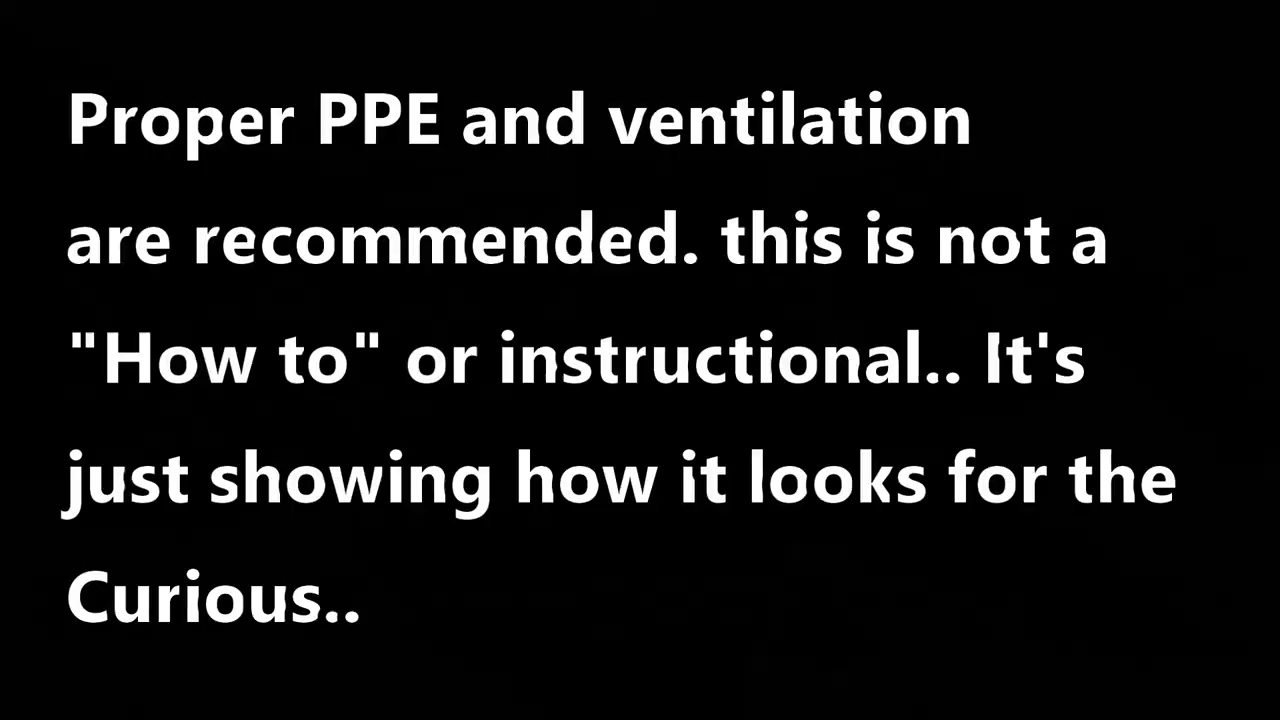 Proper PPE and ventilation
are recommended. this is not a
"How to" or instructional.. It's
just showing how it looks for the
Curious..